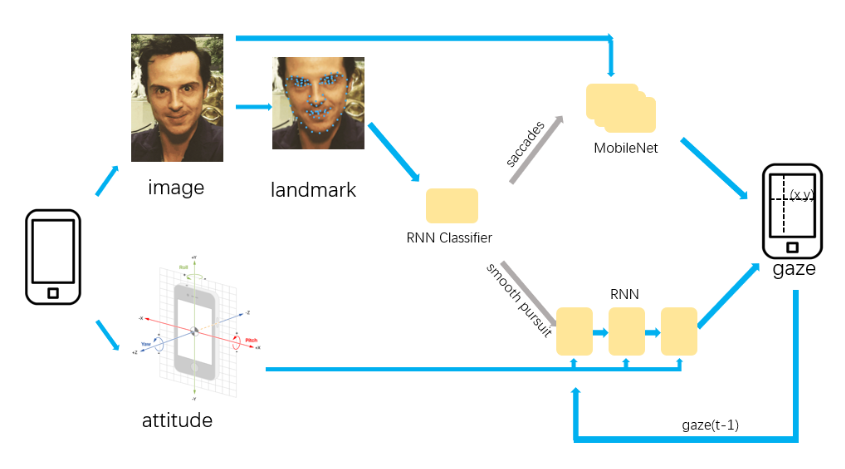 image
landmark
saccades
MobileNet
(x,y)
gaze
RNN Classifier
smooth pursuit
RNN
+Y
Roll
-X
-Z
Yaw
+Z
Pitch
+X
-Y
attitude
gaze(t-1)